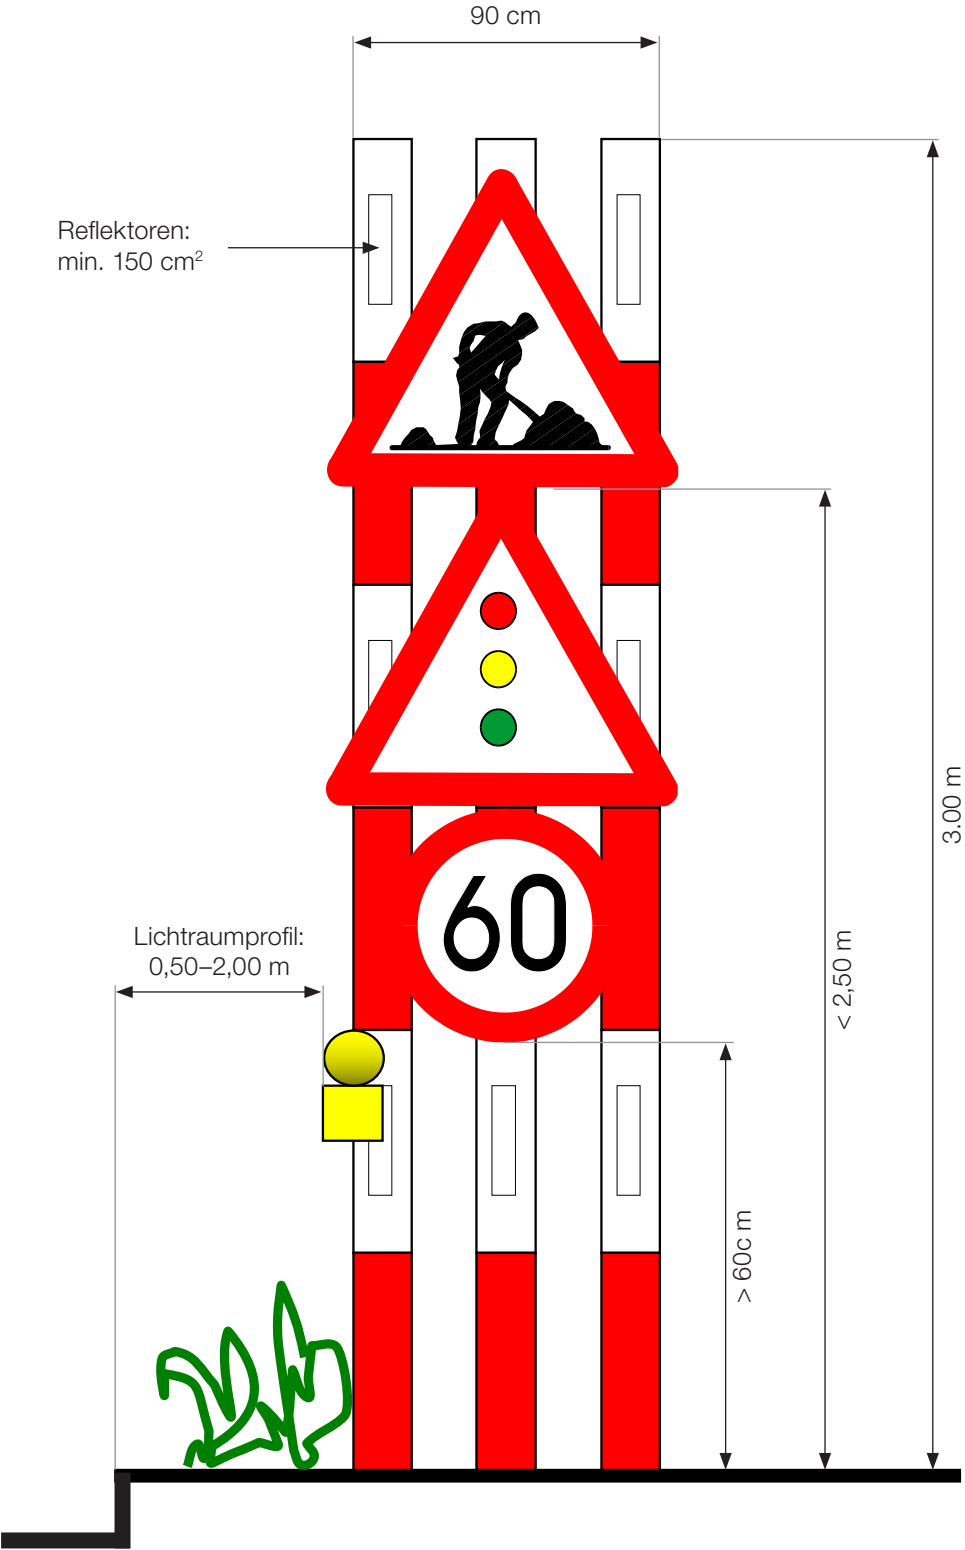 90 cm
Reflektoren:
min. 150 cm²
3.00 m
60
Lichtraumprofil:
0,50–2,00 m
< 2,50 m
> 60c m